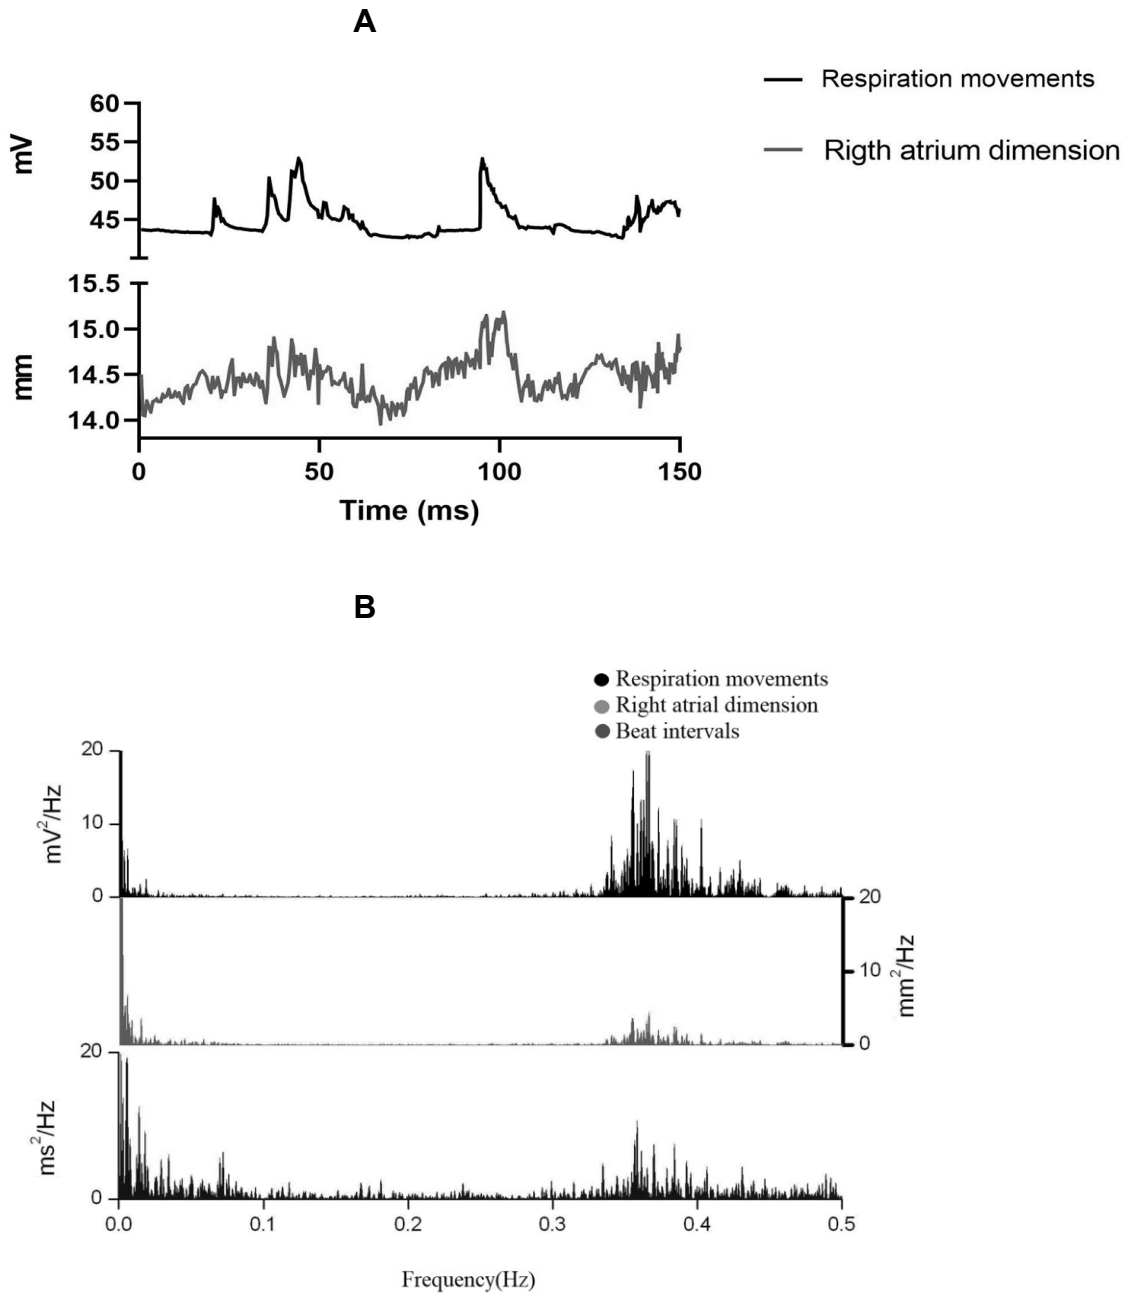 A
Respiration movements
Rigth atrium dimension
60
55
50
45
mV
15.5
15.0
14.5
14.0
mm
0 50 100 150
Time (ms)
B
Respiration movements
Right atrial dimension
Beat intervals
20
10
0
mV²/Hz
20
10
0
mm²/Hz
20
10
0
ms²/Hz
0.0 0.1 0.2 0.3 0.4 0.5
Frequency(Hz)